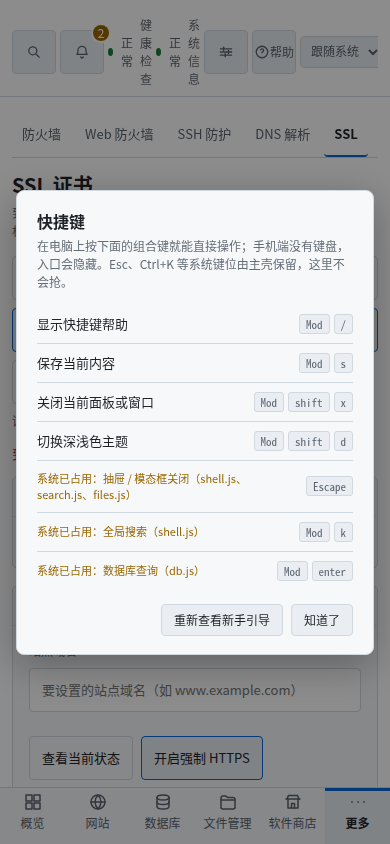 2
正常
健康检查
正常
系统信息
帮助
跟随系统
防火墙
Web 防火墙
SSH 防护
DNS 解析
SSL
SSL 证书
快捷键
在电脑上按下面的组合键就能直接操作；手机端没有键盘，
入口会隐藏。Esc、Ctrl+K 等系统键位由主壳保留，这里不
会抢。
显示快捷键帮助 Mod /
保存当前内容 Mod s
关闭当前面板或窗口 Mod shift x
切换深浅色主题 Mod shift d
系统已占用：抽屉 / 模态框关闭（shell.js、
search.js、files.js） Escape
系统已占用：全局搜索（shell.js） Mod k
系统已占用：数据库查询（db.js） Mod enter
重新查看新手引导
知道了
要设置的站点域名（如 www.example.com）
查看当前状态
开启强制 HTTPS
概览
网站
数据库
文件管理
软件商店
更多